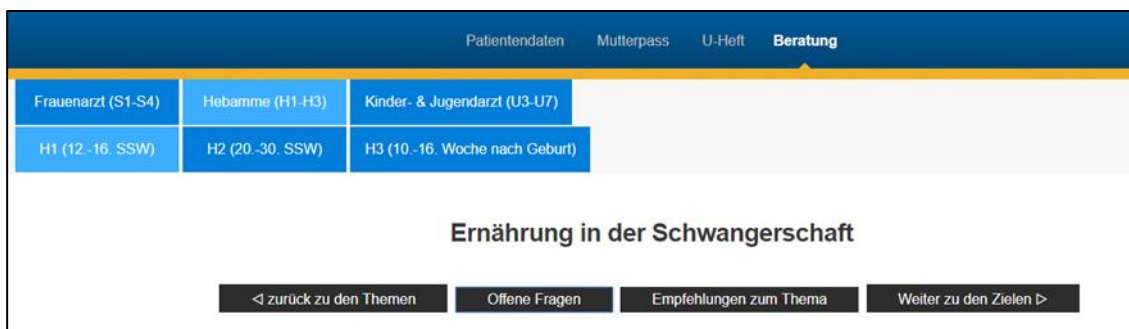 Patientendaten Mutterpass U-Heft Beratung
Frauenarzt (S1-S4) Hebamme (H1-H3) Kinder- & Jugendarzt (U3-U7)
H1 (12.-16. SSW) H2 (20.-30. SSW) H3 (10.-16. Woche nach Geburt)
Ernährung in der Schwangerschaft
◁ zurück zu den Themen Offene Fragen Empfehlungen zum Thema Weiter zu den Zielen ▷